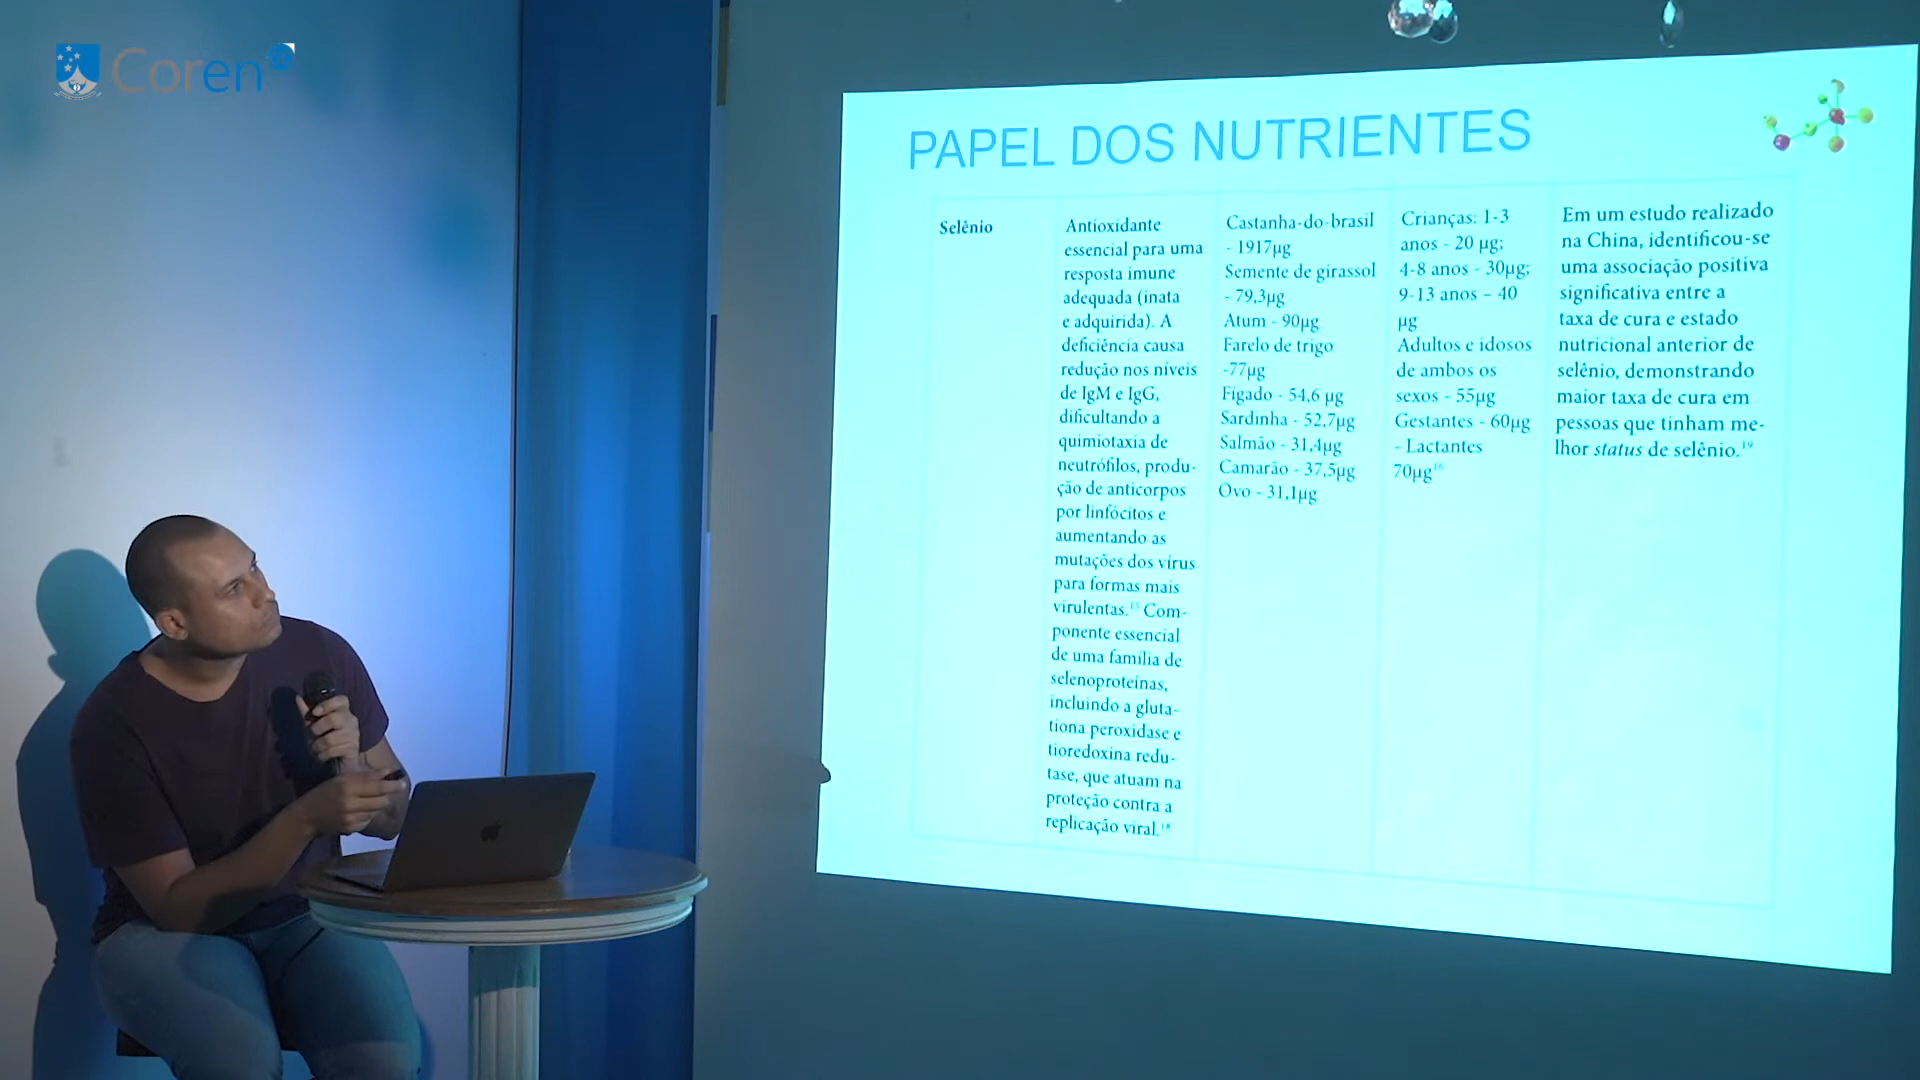 Coren
PAPEL DOS NUTRIENTES
Selênio
Antioxidante
essencial para uma
resposta imune
adequada (inata
e adquirida). A
deficiência causa
redução nos níveis
de IgM e IgG,
dificultando a
quimiotaxia de
neutrófilos, produ-
ção de anticorpos
por linfócitos e
aumentando as
mutações dos vírus
para formas mais
virulentas. Com-
ponente essencial
de uma família de
selenoproteínas,
incluindo a gluta-
tiona peroxidase e
tioredoxina redu-
tase, que atuam na
proteção contra a
replicação viral.¹⁸
Castanha-do-brasil
- 1917µg
Semente de girassol
- 79,3µg
Atum - 90µg
Farelo de trigo
-77µg
Fígado - 54,6 µg
Sardinha - 52,7µg
Salmão - 31,4µg
Camarão - 37,5µg
Ovo - 31,1µg
Crianças: 1-3
anos - 20 µg;
4-8 anos - 30µg;
9-13 anos – 40
µg
Adultos e idosos
de ambos os
sexos - 55µg
Gestantes - 60µg
- Lactantes
70µg¹⁶
Em um estudo realizado
na China, identificou-se
uma associação positiva
significativa entre a
taxa de cura e estado
nutricional anterior de
selênio, demonstrando
maior taxa de cura em
pessoas que tinham me-
lhor status de selênio.¹⁹